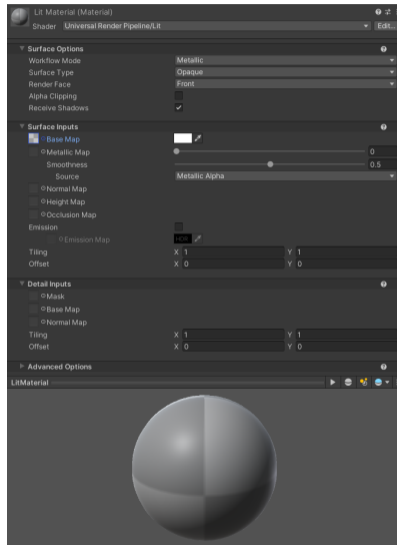 Lit Material (Material)
Shader Universal Render Pipeline/Lit Edit...
Surface Options
Workflow Mode Metallic
Surface Type Opaque
Render Face Front
Alpha Clipping
Receive Shadows
Surface Inputs
Base Map
Metallic Map 0
Smoothness 0.5
Source Metallic Alpha
Normal Map
Height Map
Occlusion Map
Emission
Emission Map HDR
Tiling X 1 Y 1
Offset X 0 Y 0
Detail Inputs
Mask
Base Map
Normal Map
Tiling X 1 Y 1
Offset X 0 Y 0
Advanced Options
LitMaterial